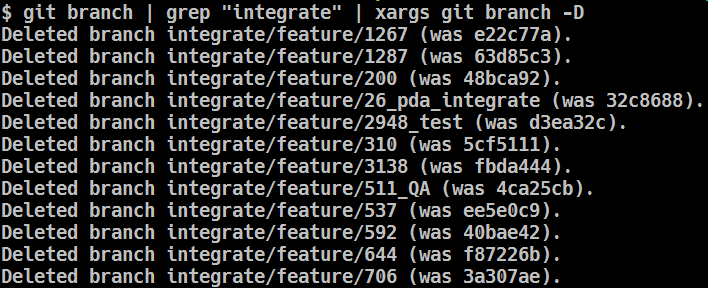 $ git branch | grep "integrate" | xargs git branch -D
Deleted branch integrate/feature/1267 (was e22c77a).
Deleted branch integrate/feature/1287 (was 63d85c3).
Deleted branch integrate/feature/200 (was 48bca92).
Deleted branch integrate/feature/26_pda_integrate (was 32c8688).
Deleted branch integrate/feature/2948_test (was d3ea32c).
Deleted branch integrate/feature/310 (was 5cf5111).
Deleted branch integrate/feature/3138 (was fbda444).
Deleted branch integrate/feature/511_QA (was 4ca25cb).
Deleted branch integrate/feature/537 (was ee5e0c9).
Deleted branch integrate/feature/592 (was 40bae42).
Deleted branch integrate/feature/644 (was f87226b).
Deleted branch integrate/feature/706 (was 3a307ae).